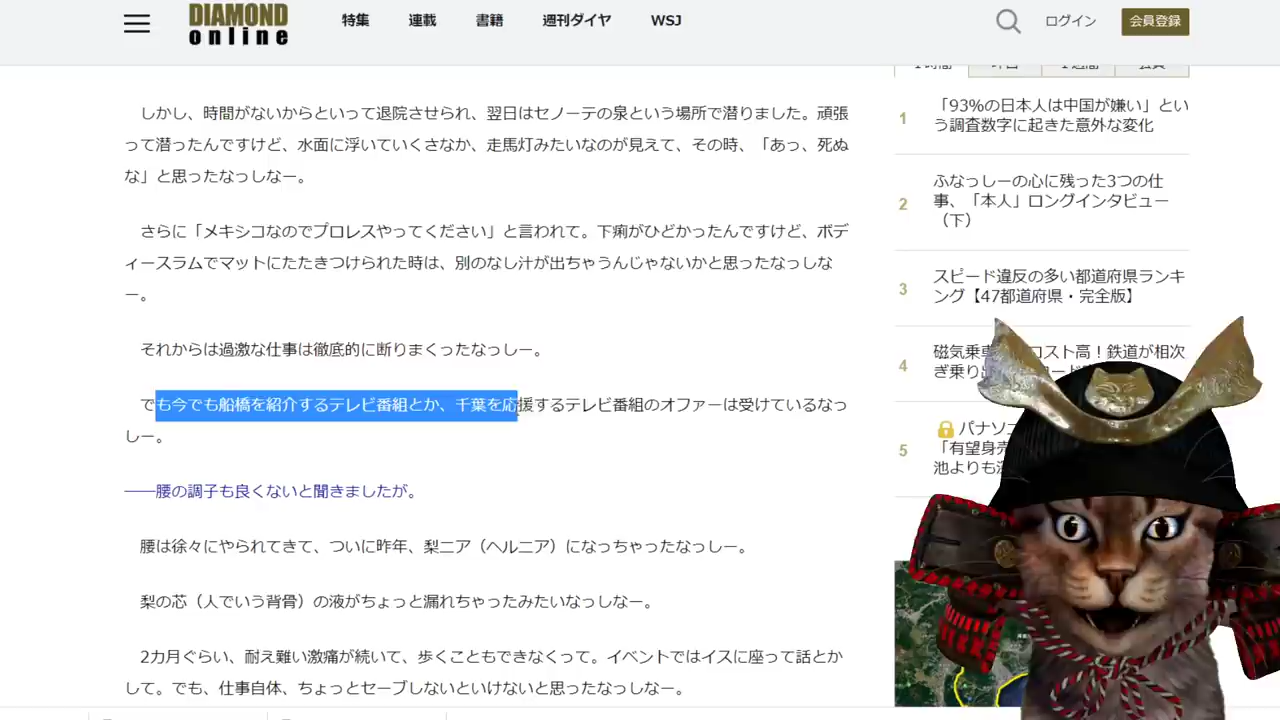 DIAMOND
online
特集
連載
書籍
週刊ダイヤ
WSJ
ログイン
会員登録
しかし、時間がないからといって退院させられ、翌日はセノーテの泉という場所で潜りました。頑張
って潜ったんですけど、水面に浮いていくさなか、走馬灯みたいなのが見えて、その時、「あっ、死ぬ
な」と思ったなっしなー。
さらに「メキシコなのでプロレスやってください」と言われて。下痢がひどかったんですけど、ボデ
ィースラムでマットにたたきつけられた時は、別のなし汁が出ちゃうんじゃないかと思ったなっしな
ー。
それからは過激な仕事は徹底的に断りまくったなっしー。
でも今でも船橋を紹介するテレビ番組とか、千葉を応援するテレビ番組のオファーは受けているなっ
しー。
――腰の調子も良くないと聞きましたが。
腰は徐々にやられてきて、ついに昨年、梨ニア（ヘルニア）になっちゃったなっしー。
梨の芯（人でいう背骨）の液がちょっと漏れちゃったみたいなっしなー。
2カ月ぐらい、耐え難い激痛が続いて、歩くこともできなくって。イベントではイスに座って話とか
して。でも、仕事自体、ちょっとセーブしないといけないと思ったなっしなー。
1時間
昨日
1週間
会員
1
「93%の日本人は中国が嫌い」とい
う調査数字に起きた意外な変化
2
ふなっしーの心に残った3つの仕
事、「本人」ロングインタビュー
（下）
3
スピード違反の多い都道府県ランキ
ング【47都道府県・完全版】
4
磁気乗車
コスト高！鉄道が相次
ぎ乗り
5
パナソ
「有望身売
池よりも